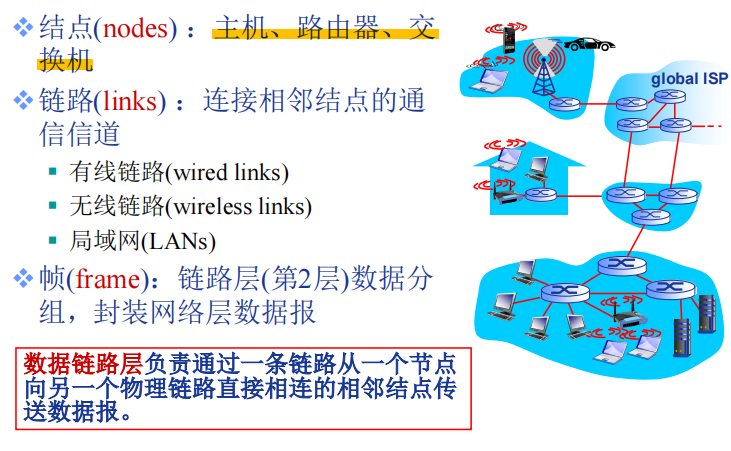 ❖ 结点(nodes) ：主机、路由器、交
换机
❖ 链路(links) ：连接相邻结点的通
信信道
▪ 有线链路(wired links)
▪ 无线链路(wireless links)
▪ 局域网(LANs)
❖ 帧(frame)：链路层(第2层)数据分
组，封装网络层数据报
数据链路层负责通过一条链路从一个节点
向另一个物理链路直接相连的相邻结点传
送数据报。
global ISP